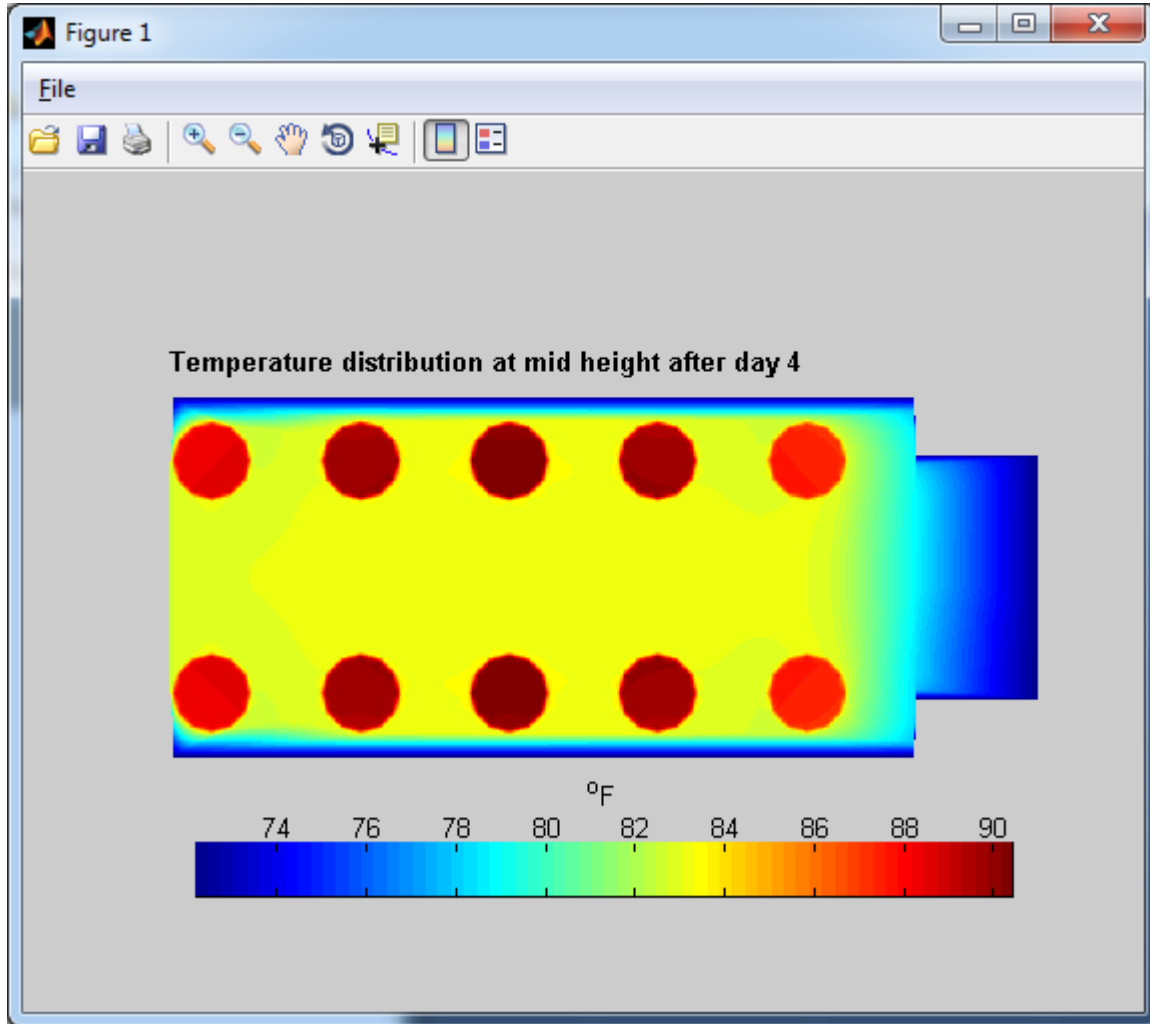 Figure 1
File
Temperature distribution at mid height after day 4
ºF
74 76 78 80 82 84 86 88 90